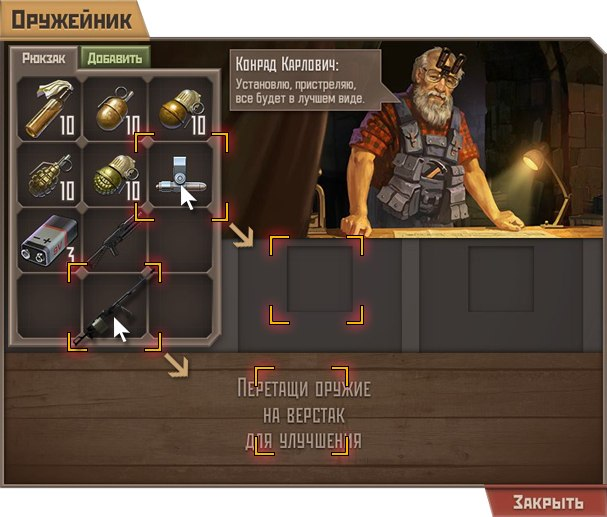 Оружейник
Рюкзак
Добавить
Конрад Карлович:
Установлю, пристреляю,
все будет в лучшем виде.
10
10
10
10
10
3
Перетащи оружие
на верстак
для улучшения
Закрыть